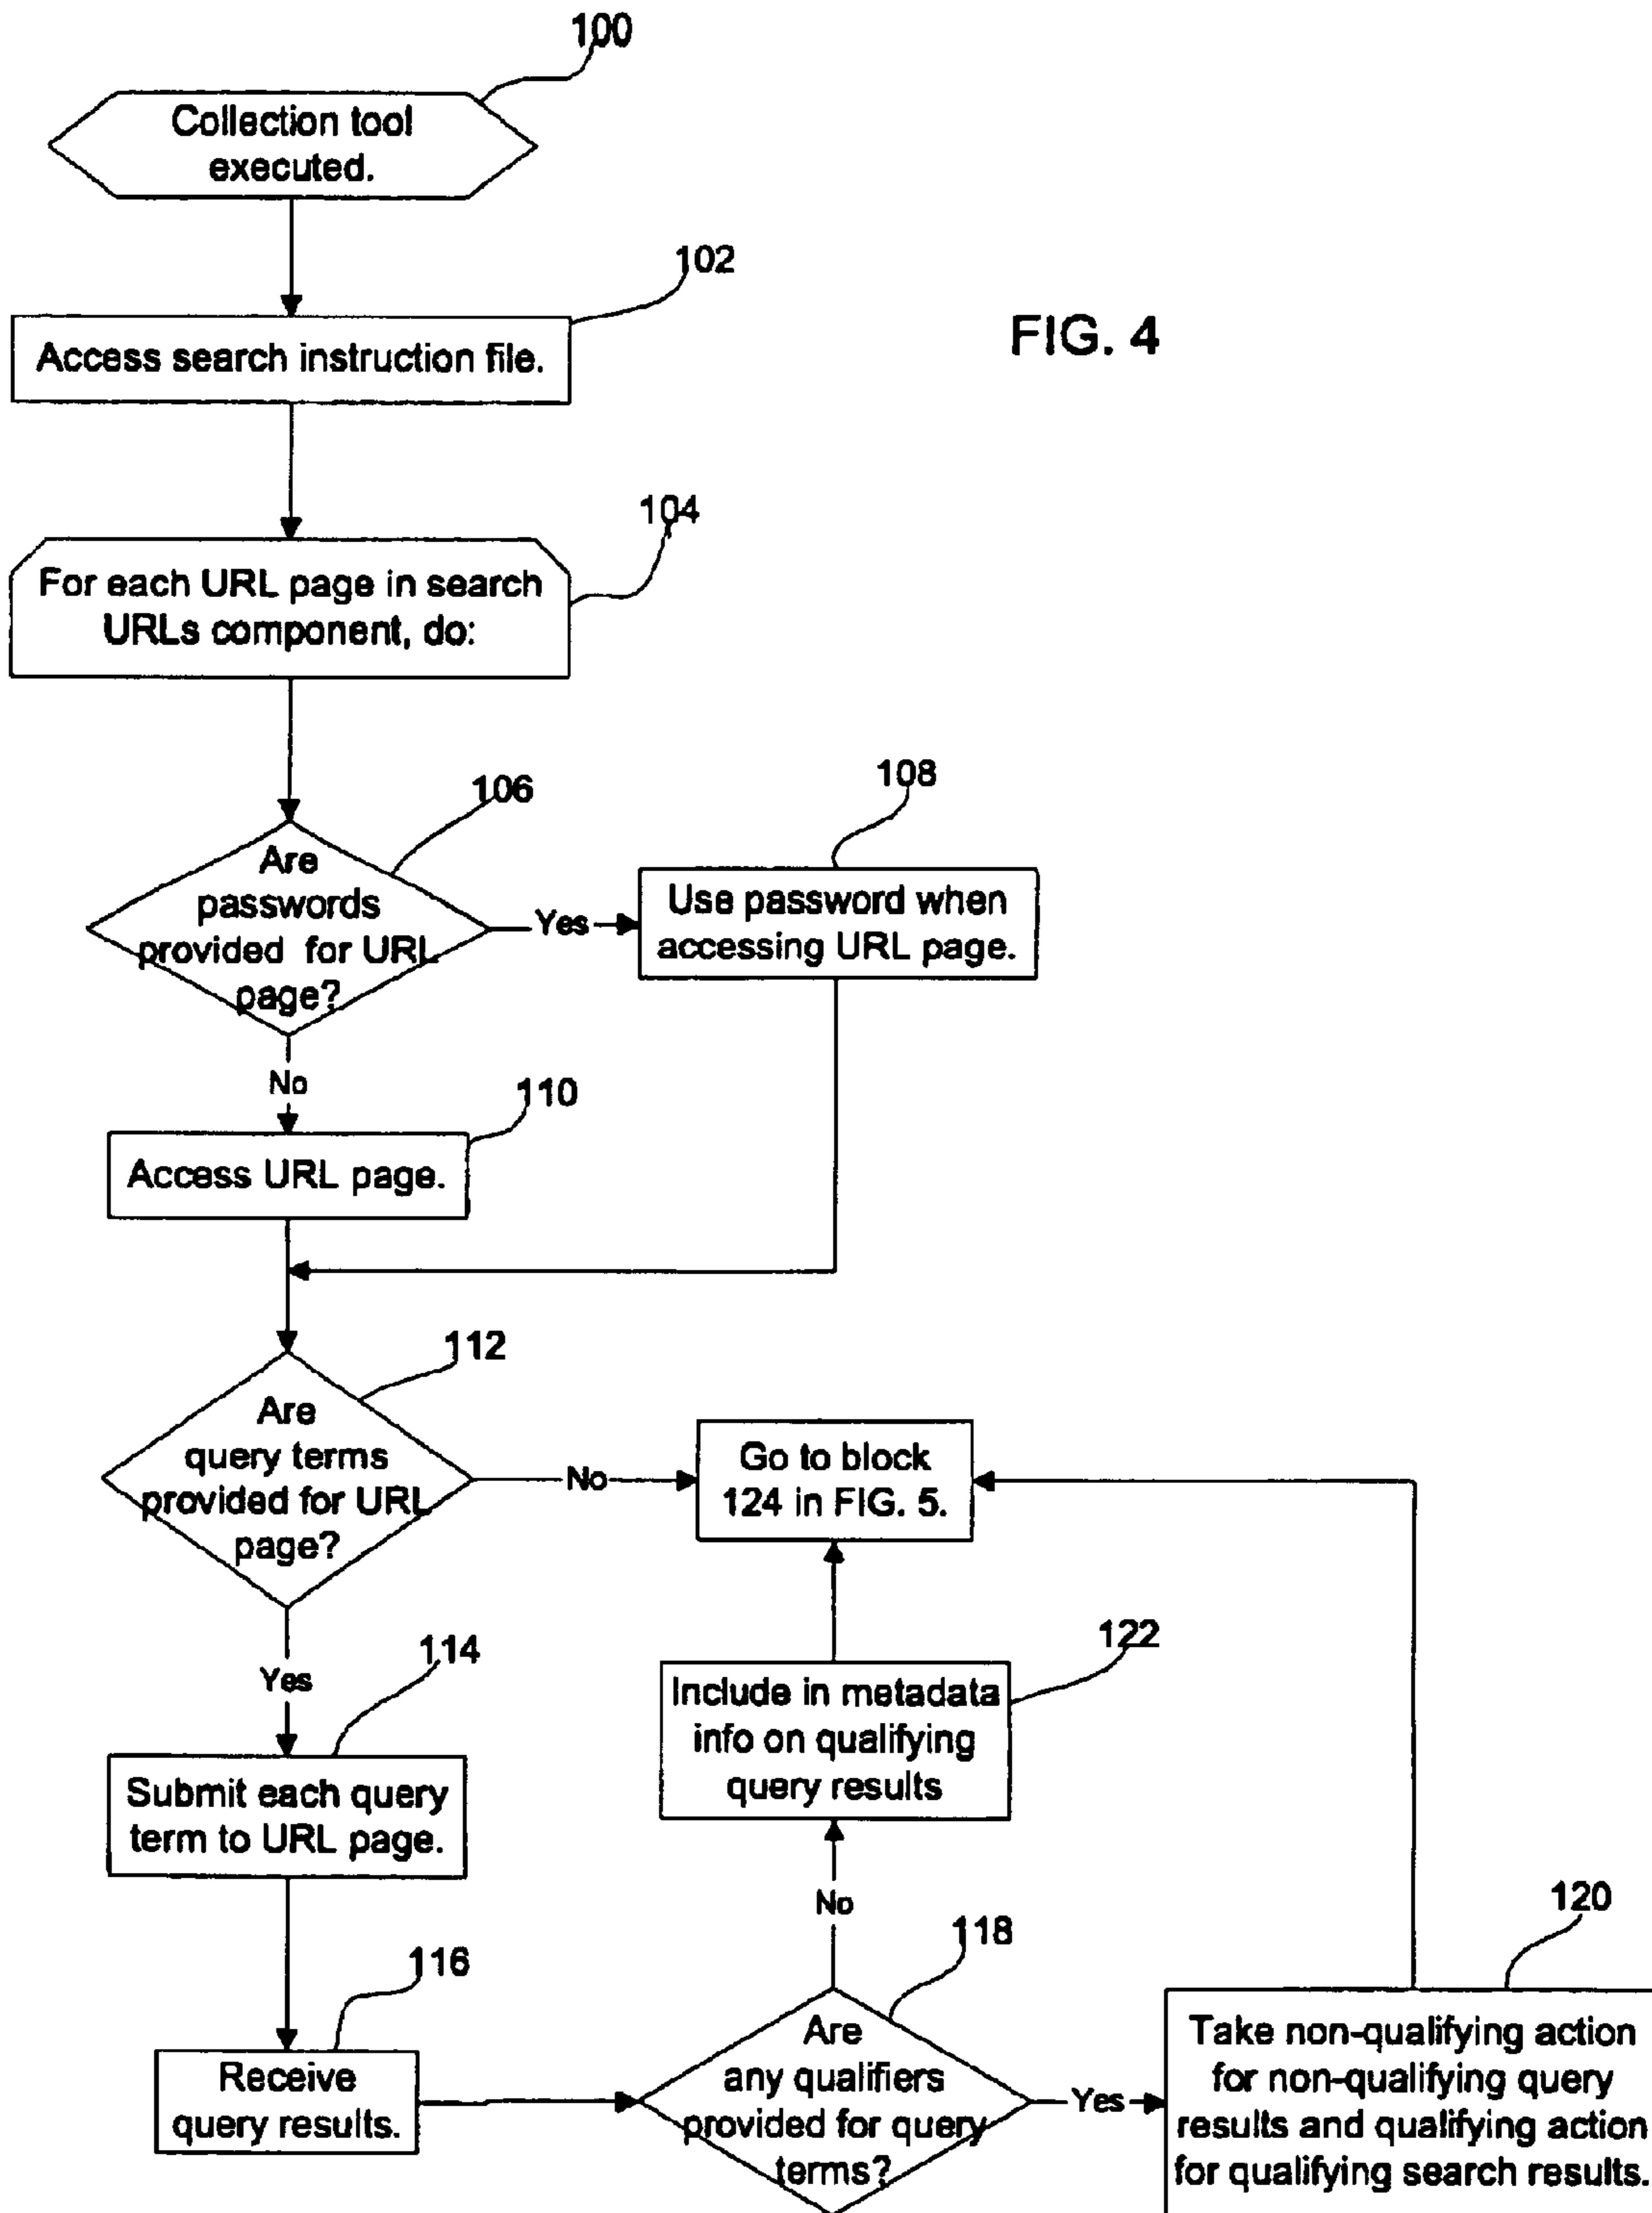 100
Collection tool
executed.
102
Access search instruction file.
FIG. 4
104
For each URL page in search
URLs component, do:
106
Are
passwords
provided for URL
page?
Yes
108
Use password when
accessing URL page.
No
110
Access URL page.
112
Are
query terms
provided for URL
page?
No
Go to block
124 in FIG. 5.
Yes
114
Submit each query
term to URL page.
122
Include in metadata
info on qualifying
query results
No
116
Receive
query results.
118
Are
any qualifiers
provided for query
terms?
Yes
120
Take non-qualifying action
for non-qualifying query
results and qualifying action
for qualifying search results.